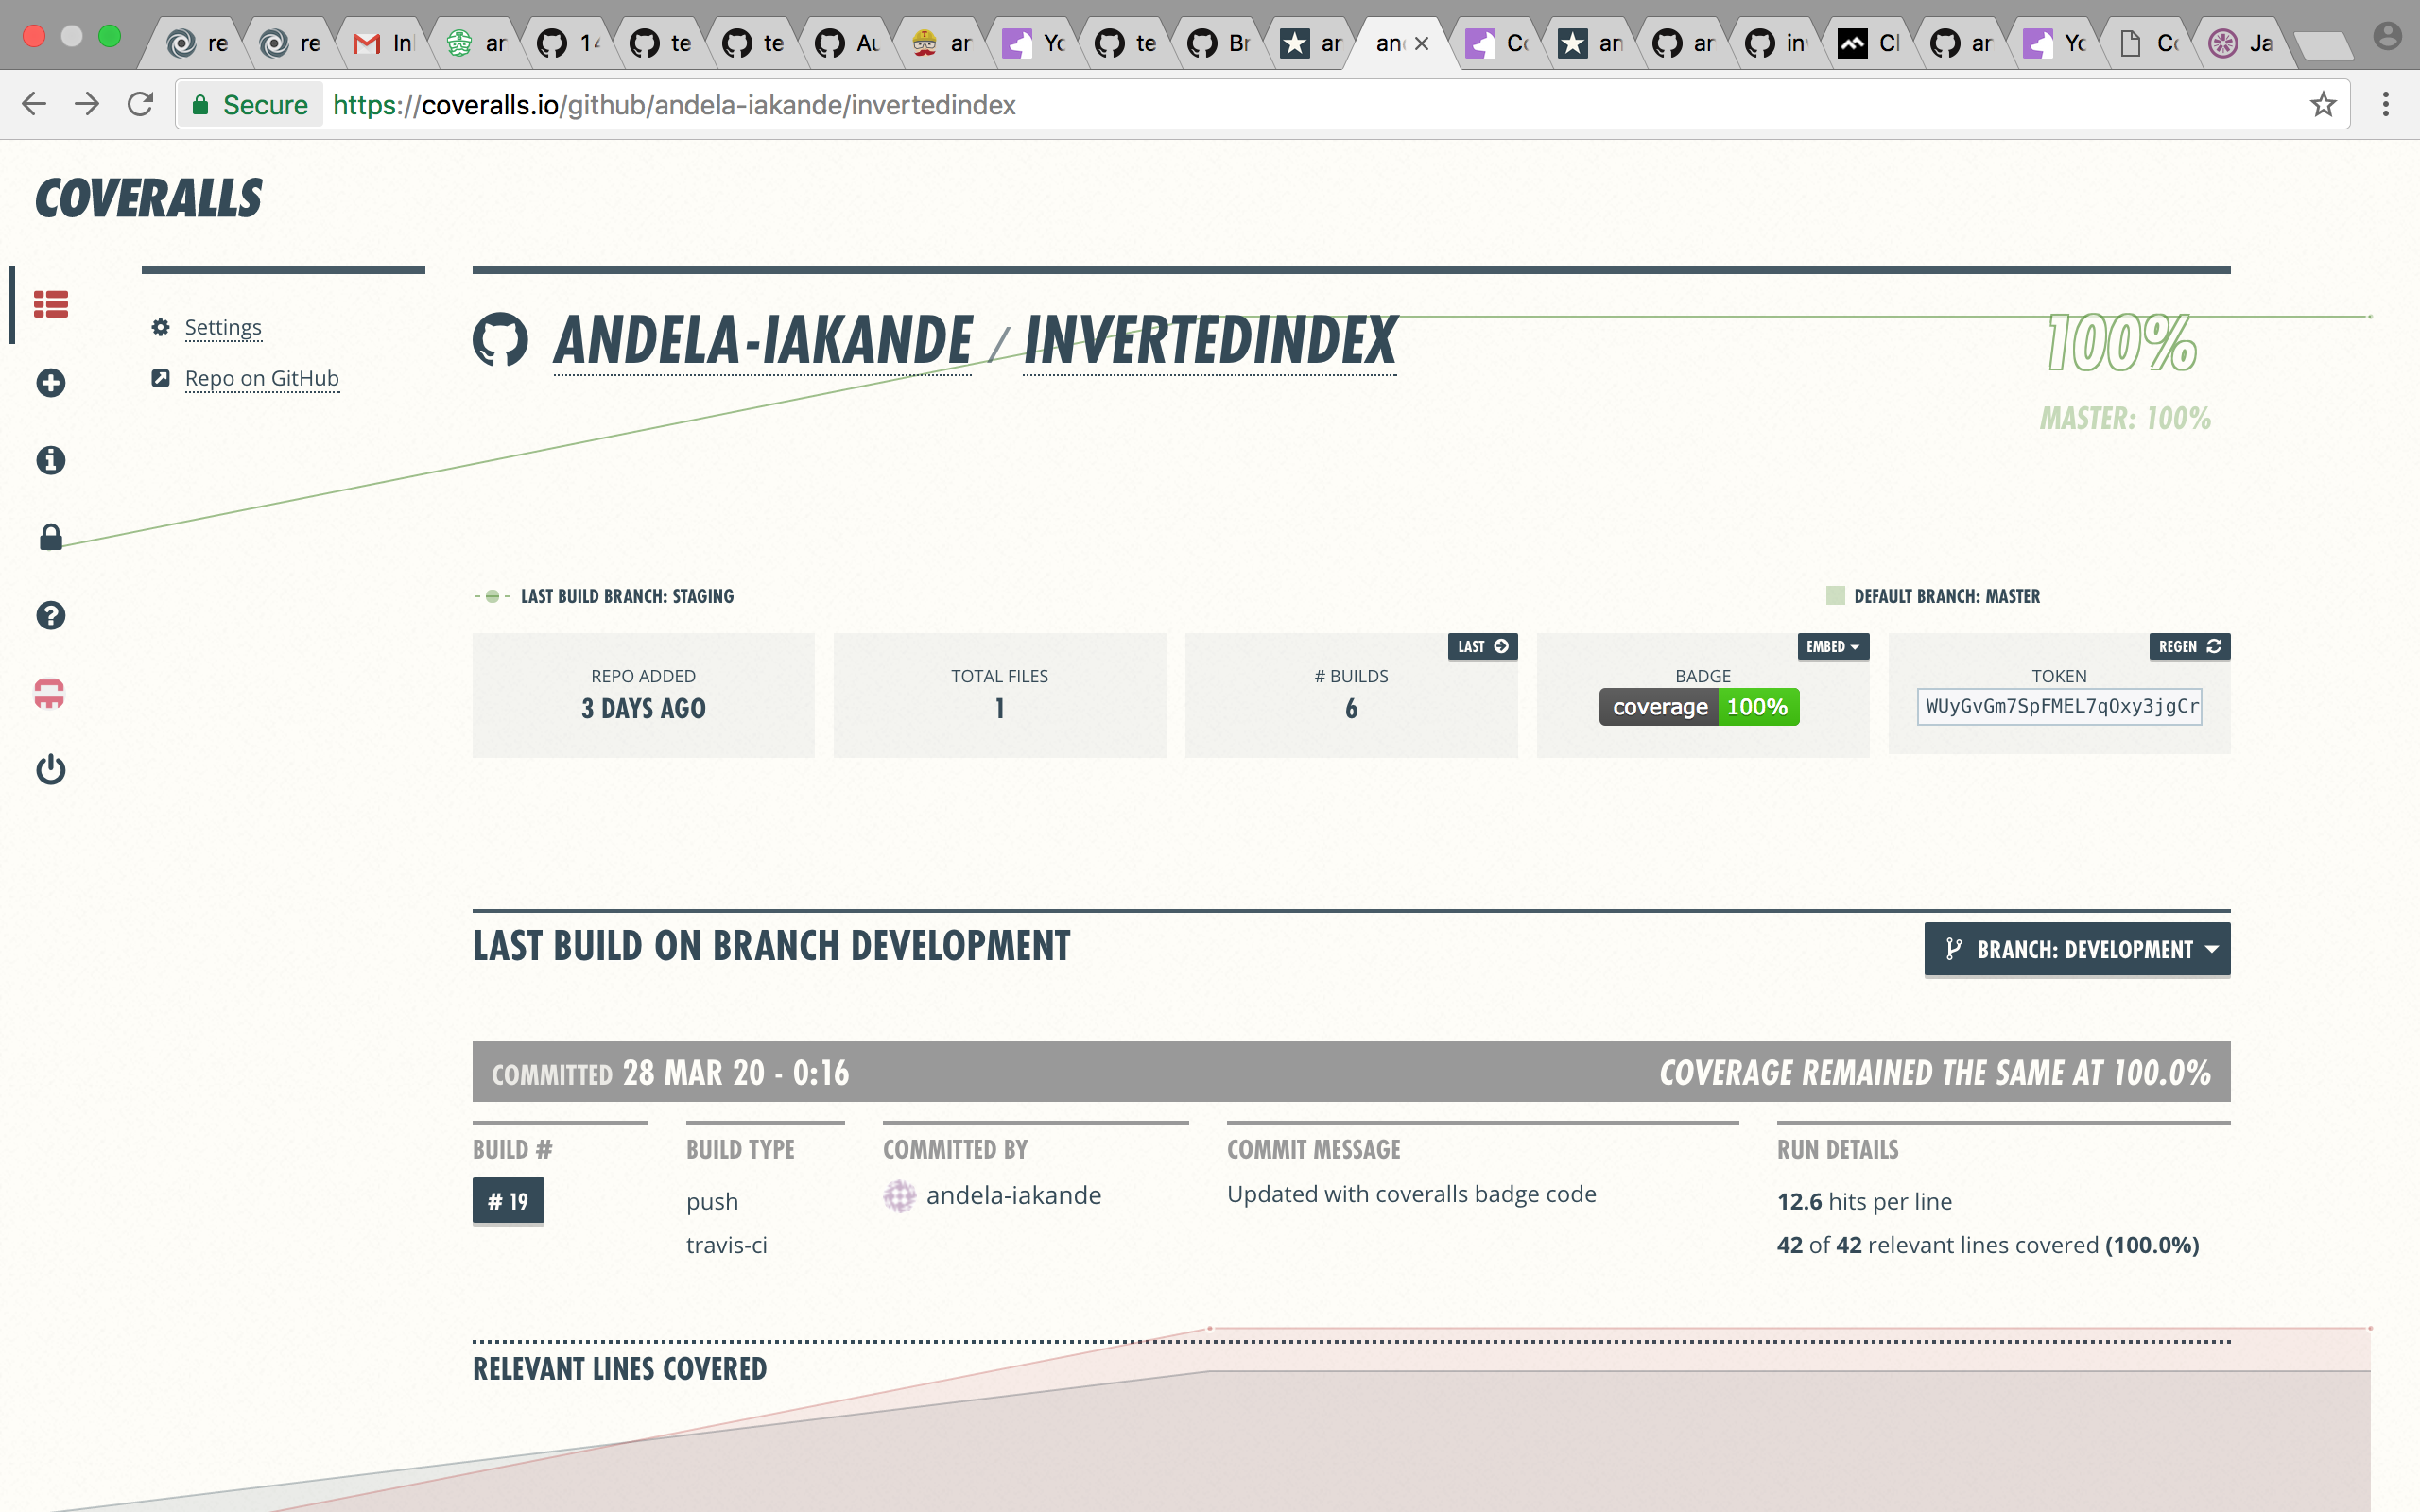 re
re
In
ar
14
te
te
Au
ar
Yo
te
Br
ar
an
Co
an
ar
in
Cl
ar
Yo
Co
Ja
Secure https://coveralls.io/github/andela-iakande/invertedindex
COVERALLS
Settings
Repo on GitHub
ANDELA-IAKANDE / INVERTEDINDEX
100%
MASTER: 100%
LAST BUILD BRANCH: STAGING
DEFAULT BRANCH: MASTER
REPO ADDED
3 DAYS AGO
TOTAL FILES
1
LAST
# BUILDS
6
EMBED
BADGE
coverage 100%
REGEN
TOKEN
WUyGvGm7SpFMEL7qOxy3jgCr
LAST BUILD ON BRANCH DEVELOPMENT
BRANCH: DEVELOPMENT
COMMITTED 28 MAR 20 - 0:16
COVERAGE REMAINED THE SAME AT 100.0%
BUILD #
# 19
BUILD TYPE
push
travis-ci
COMMITTED BY
andela-iakande
COMMIT MESSAGE
Updated with coveralls badge code
RUN DETAILS
12.6 hits per line
42 of 42 relevant lines covered (100.0%)
RELEVANT LINES COVERED